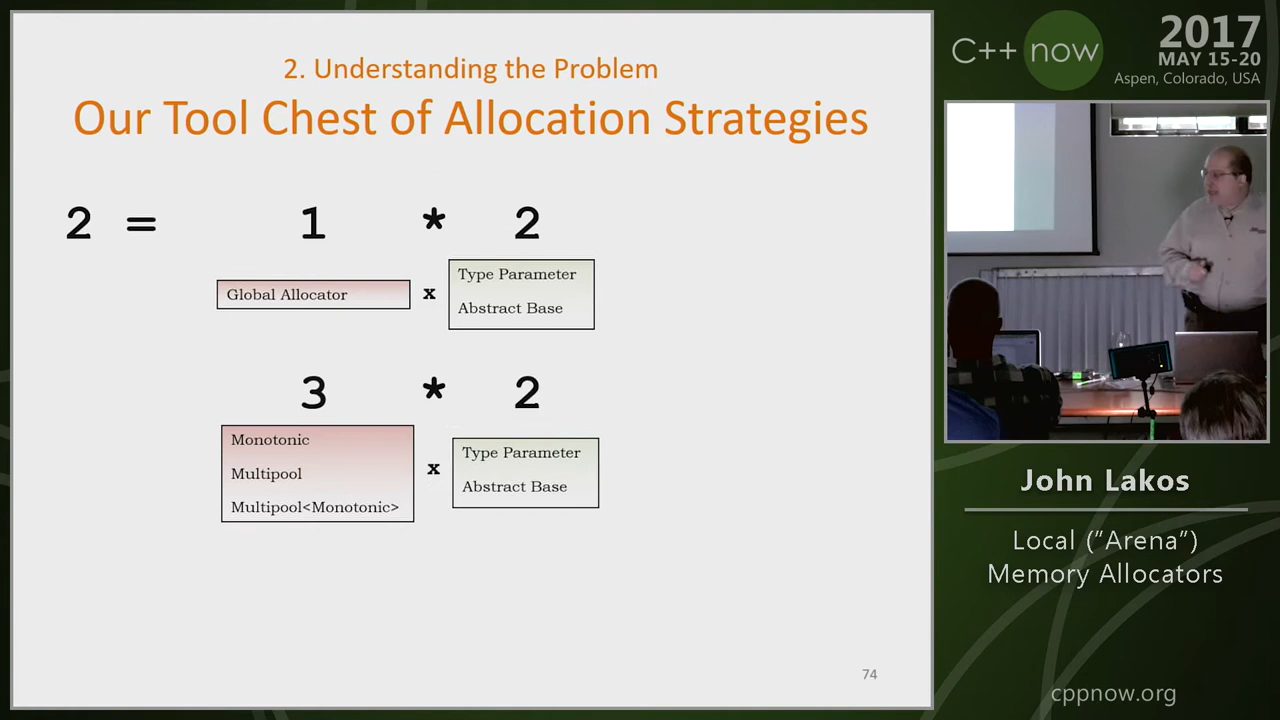 2. Understanding the Problem
Our Tool Chest of Allocation Strategies
2 = 1 * 2
Global Allocator
x
Type Parameter
Abstract Base
3 * 2
Monotonic
Multipool
Multipool<Monotonic>
x
Type Parameter
Abstract Base
74
C++ now
2017
MAY 15-20
Aspen, Colorado, USA
John Lakos
Local ("Arena")
Memory Allocators
cppnow.org